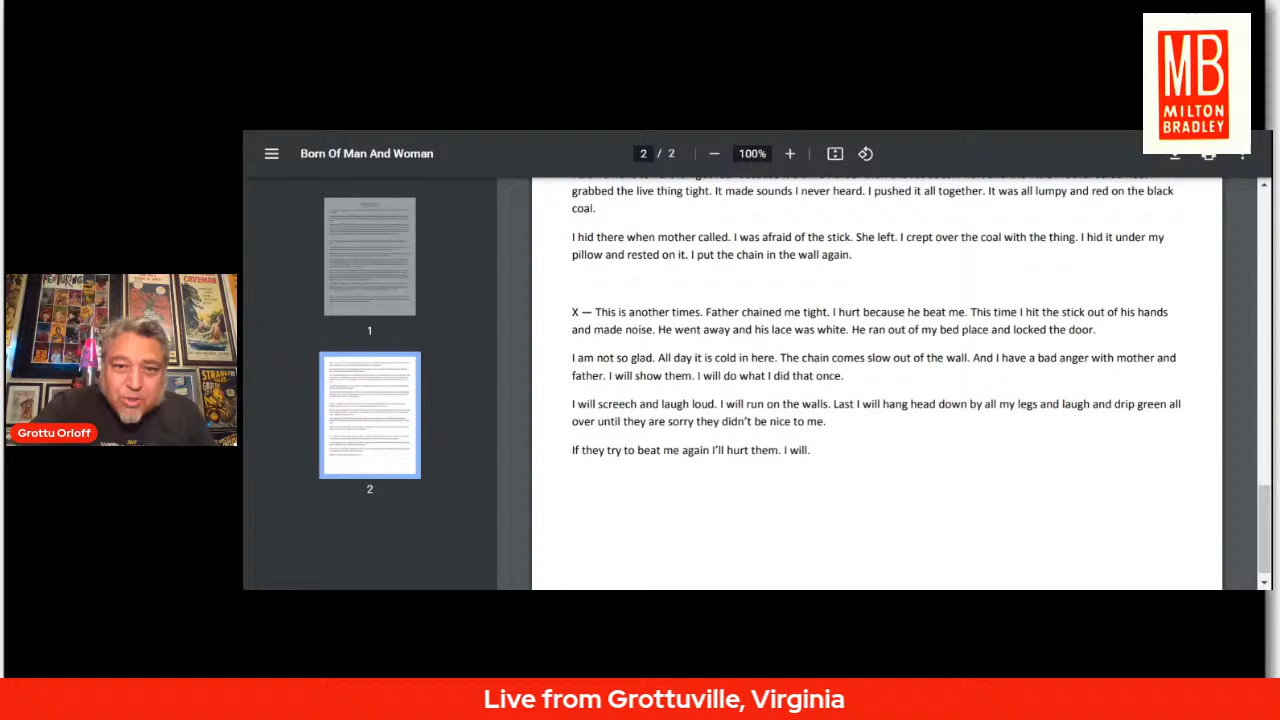 MB
MILTON
BRADLEY
Born Of Man And Woman
2 / 2
100%
grabbed the live thing tight. It made sounds I never heard. I pushed it all together. It was all lumpy and red on the black
coal.
I hid there when mother called. I was afraid of the stick. She left. I crept over the coal with the thing. I hid it under my
pillow and rested on it. I put the chain in the wall again.
X — This is another times. Father chained me tight. I hurt because he beat me. This time I hit the stick out of his hands
and made noise. He went away and his lace was white. He ran out of my bed place and locked the door.
I am not so glad. All day it is cold in here. The chain comes slow out of the wall. And I have a bad anger with mother and
father. I will show them. I will do what I did that once.
I will screech and laugh loud. I will run on the walls. Last I will hang head down by all my legs and laugh and drip green all
over until they are sorry they didn't be nice to me.
If they try to beat me again I'll hurt them. I will.
1
2
FEATURING
CAVEMAN
STRANGE
TALES
Grottu Orloff
Live from Grottuville, Virginia